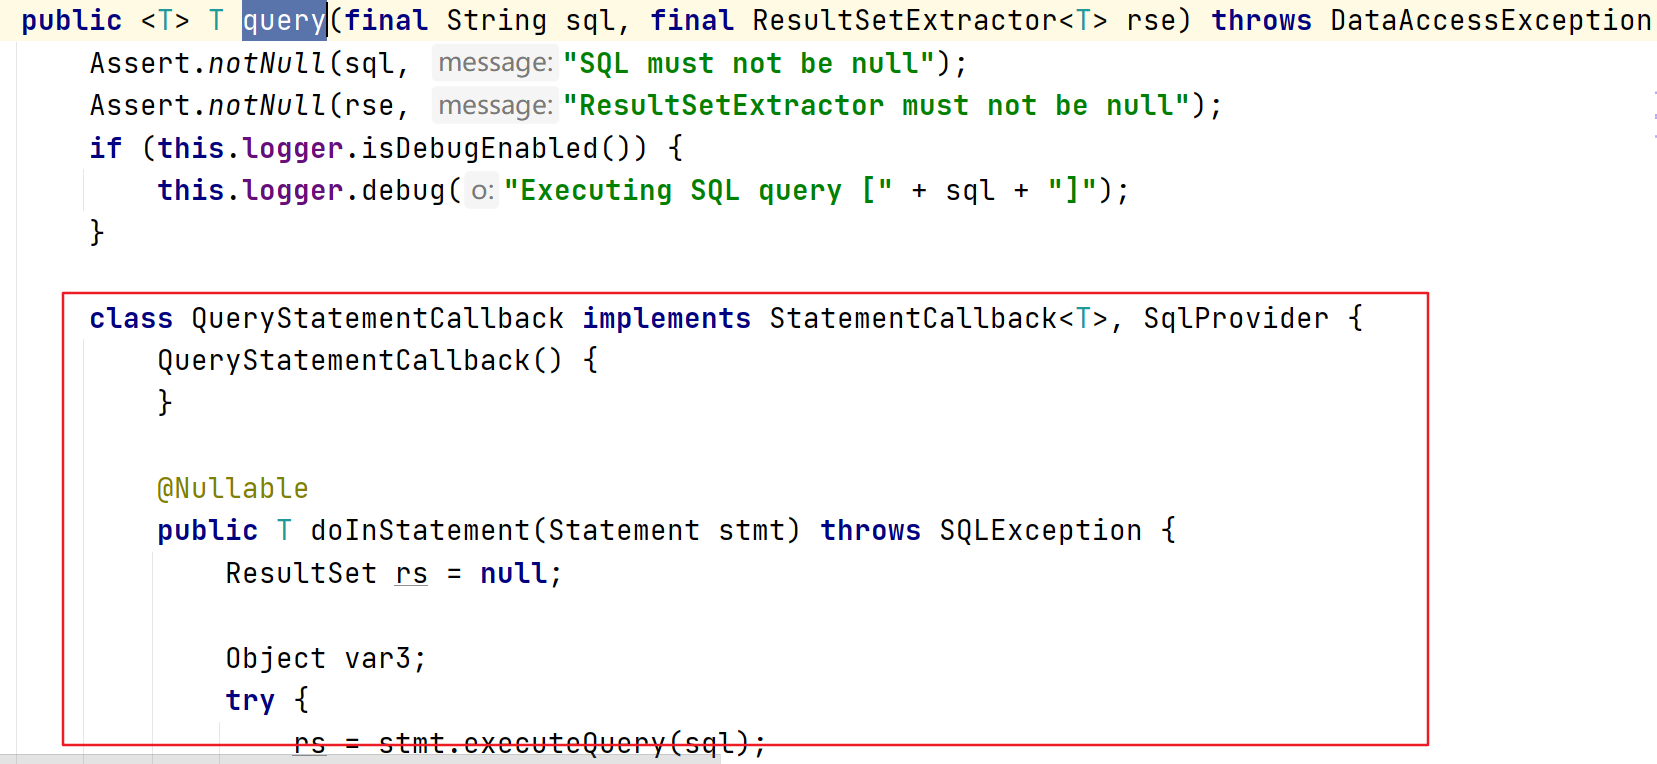 public <T> T query(final String sql, final ResultSetExtractor<T> rse) throws DataAccessException
Assert.notNull(sql, message: "SQL must not be null");
Assert.notNull(rse, message: "ResultSetExtractor must not be null");
if (this.logger.isDebugEnabled()) {
this.logger.debug(o: "Executing SQL query [" + sql + "]");
}
class QueryStatementCallback implements StatementCallback<T>, SqlProvider {
QueryStatementCallback() {
}
@Nullable
public T doInStatement(Statement stmt) throws SQLException {
ResultSet rs = null;
Object var3;
try {
rs = stmt.executeQuery(sql);